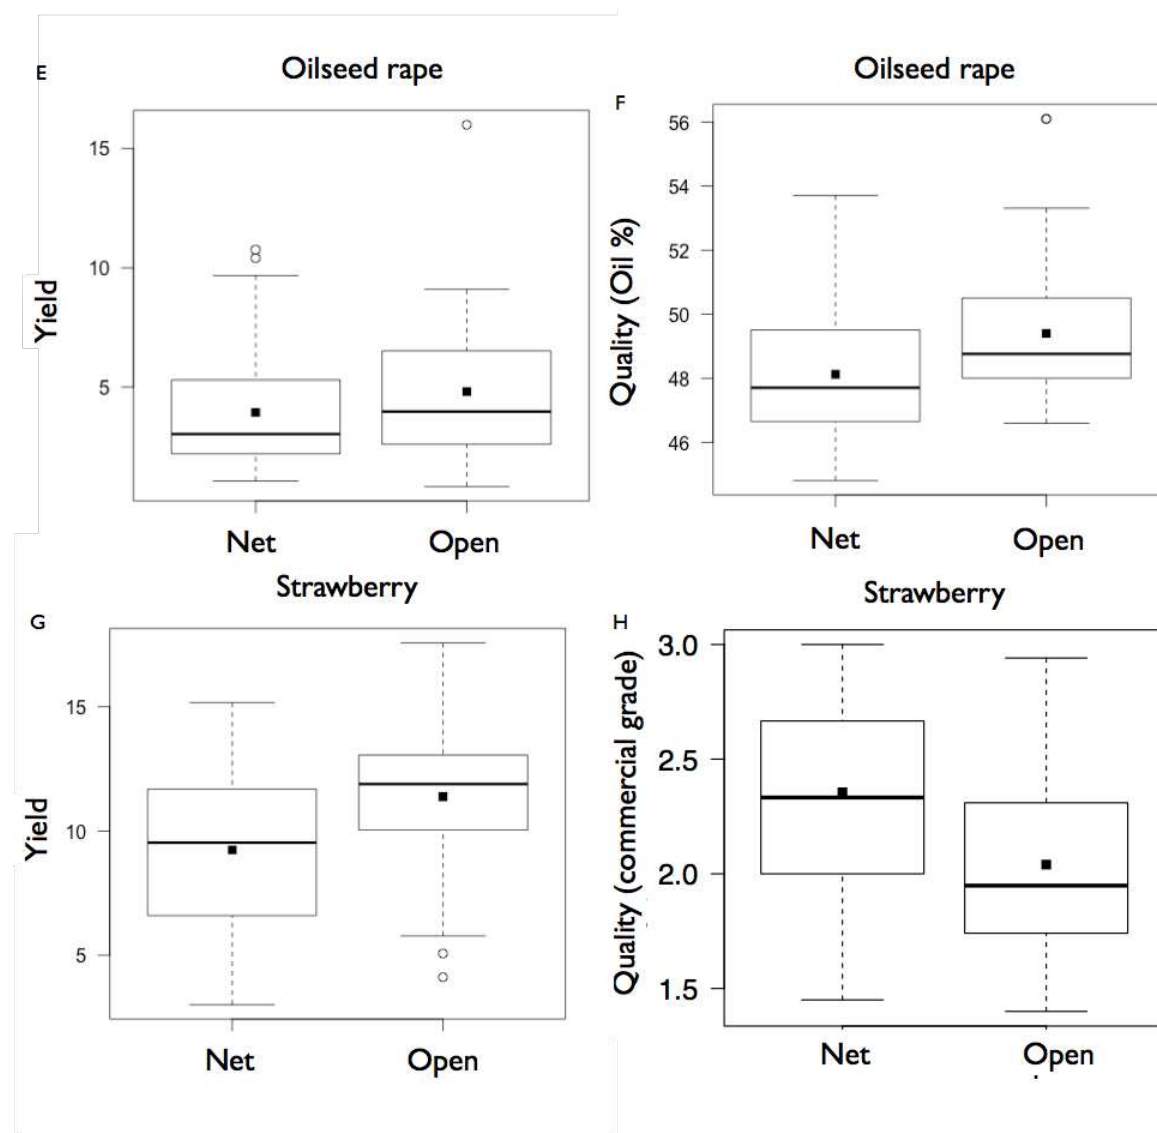 E
Oilseed rape
Yield
15
10
5
Net Open
F
Oilseed rape
Quality (Oil %)
56
54
52
50
48
46
Net Open
G
Strawberry
Yield
15
10
5
Net Open
H
Strawberry
Quality (commercial grade)
3.0
2.5
2.0
1.5
Net Open